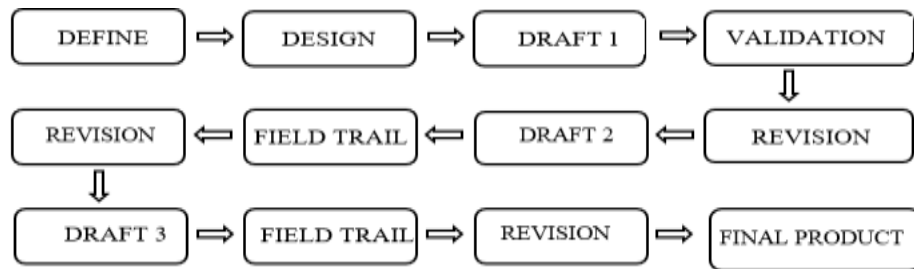 DEFINE
DESIGN
DRAFT 1
VALIDATION
REVISION
DRAFT 2
FIELD TRAIL
REVISION
DRAFT 3
FIELD TRAIL
REVISION
FINAL PRODUCT